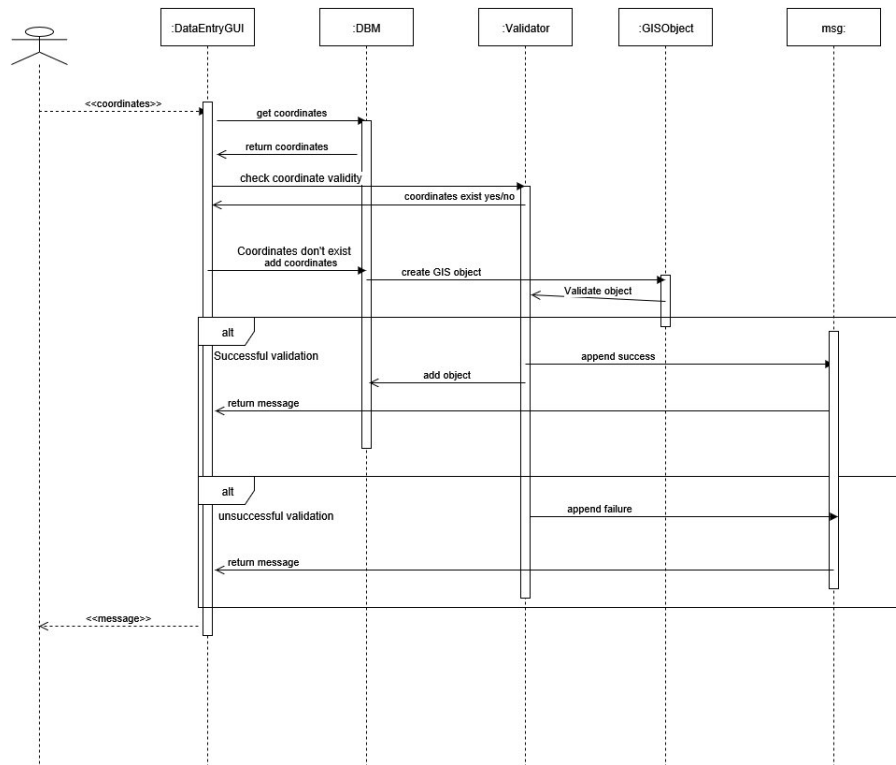 :DataEntryGUI
:DBM
:Validator
:GISObject
msg:
<<coordinates>>
get coordinates
return coordinates
check coordinate validity
coordinates exist yes/no
Coordinates don't exist
add coordinates
create GIS object
Validate object
alt
Successful validation
append success
add object
return message
alt
unsuccessful validation
append failure
return message
<<message>>